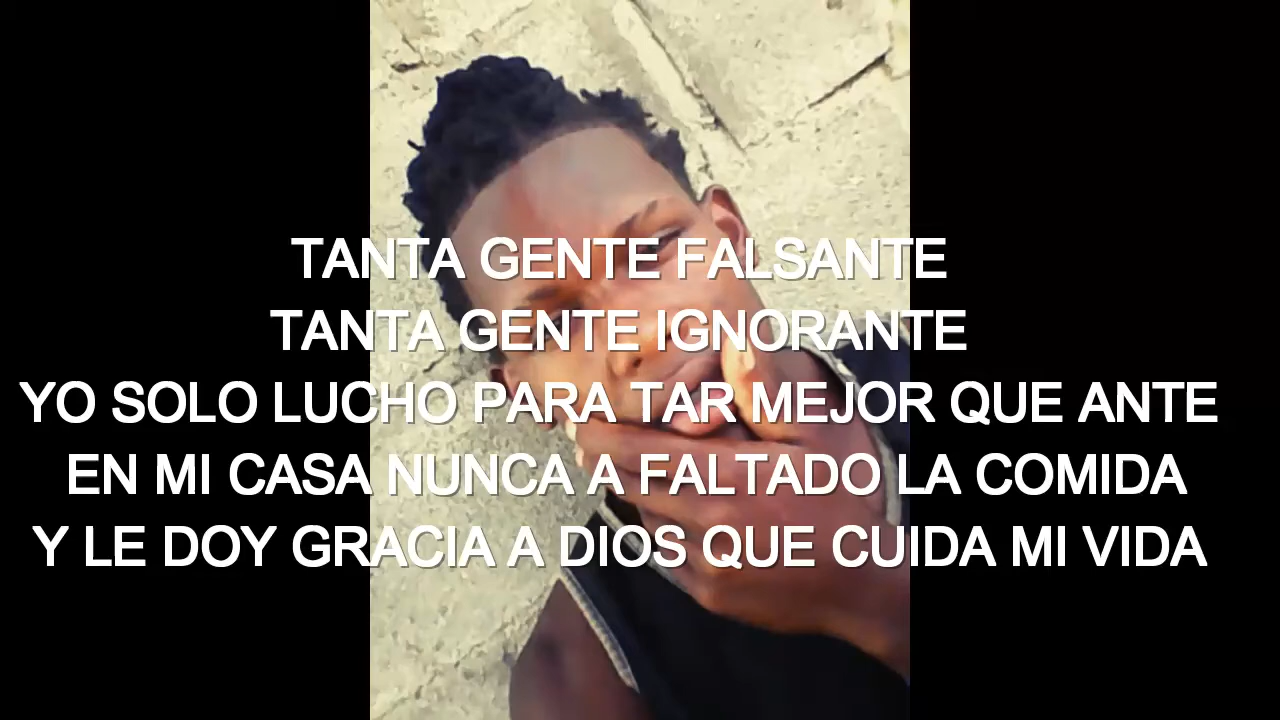 TANTA GENTE FALSANTE
TANTA GENTE IGNORANTE
YO SOLO LUCHO PARA TAR MEJOR QUE ANTE
EN MI CASA NUNCA A FALTADO LA COMIDA
Y LE DOY GRACIA A DIOS QUE CUIDA MI VIDA